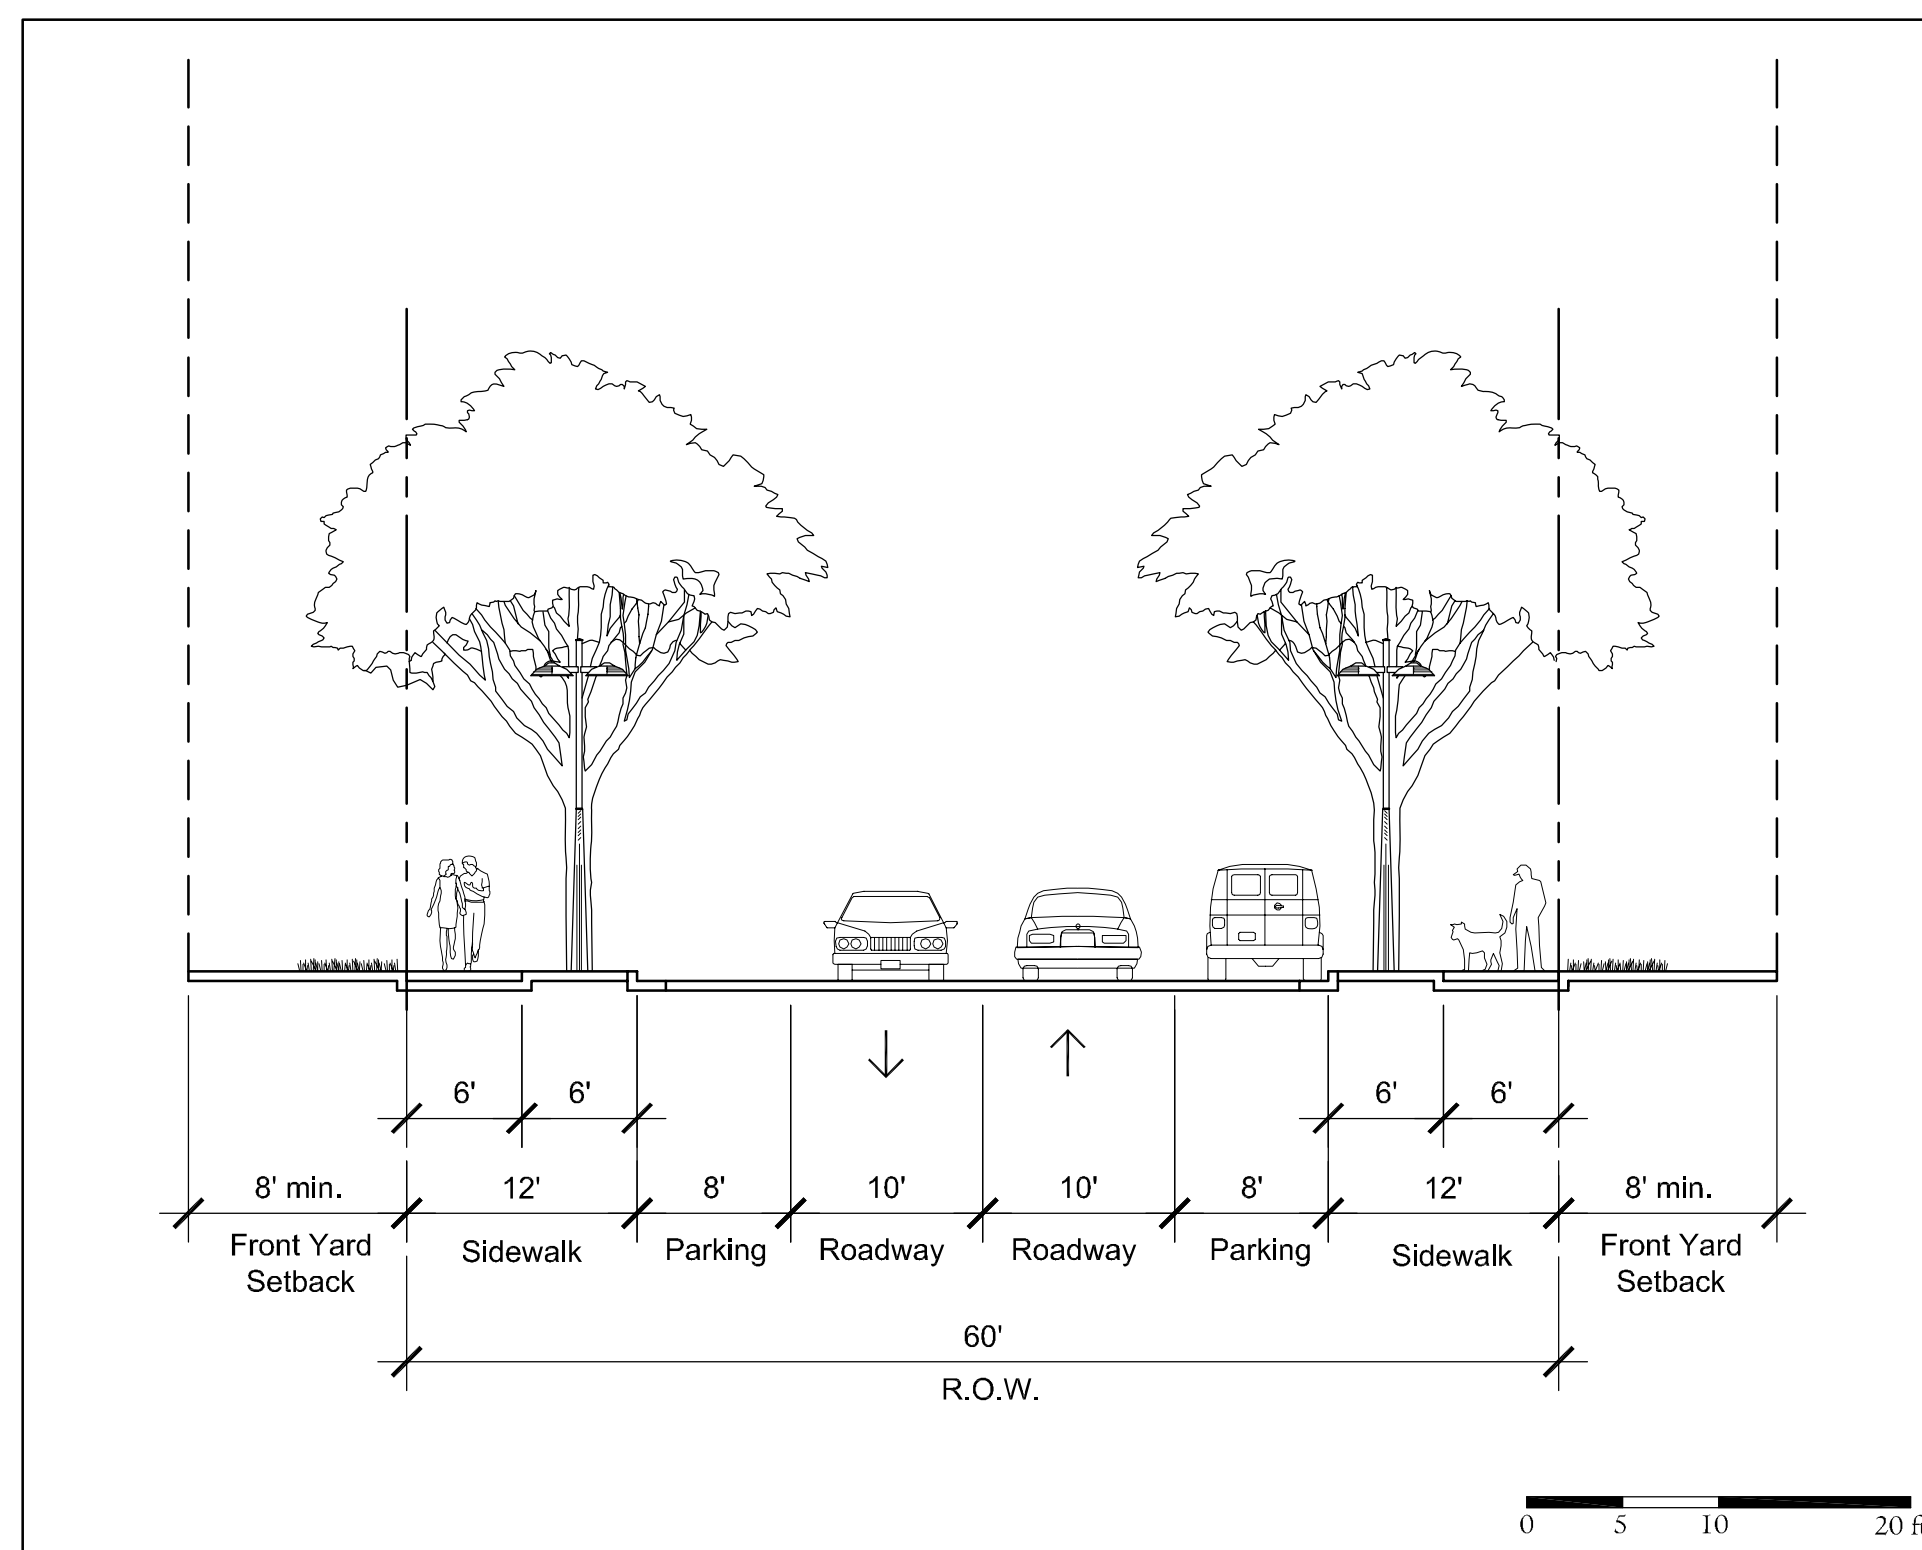 6' 6' 6' 6'
8' min. 12' 8' 10' 10' 8' 12' 8' min.
Front Yard Setback Sidewalk Parking Roadway Roadway Parking Sidewalk Front Yard Setback
60'
R.O.W.
0 5 10 20 ft